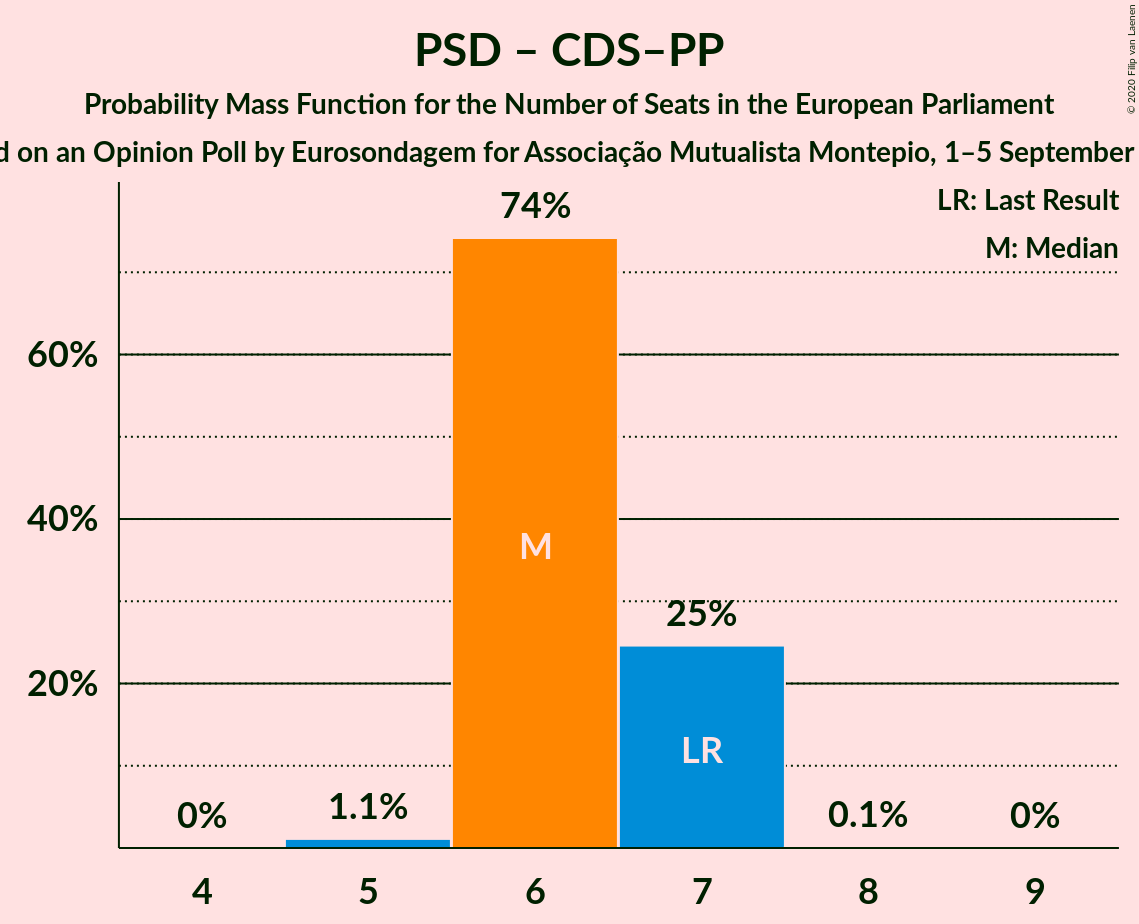 PSD – CDS–PP
Probability Mass Function for the Number of Seats in the European Parliament
on an Opinion Poll by Eurosondagem for Associação Mutualista Montepio, 1–5 September
© 2020 Filip van Laenen
LR: Last Result
M: Median
74%
60%
40%
M
25%
20%
LR
0%
1.1%
0.1%
0%
4
5
6
7
8
9